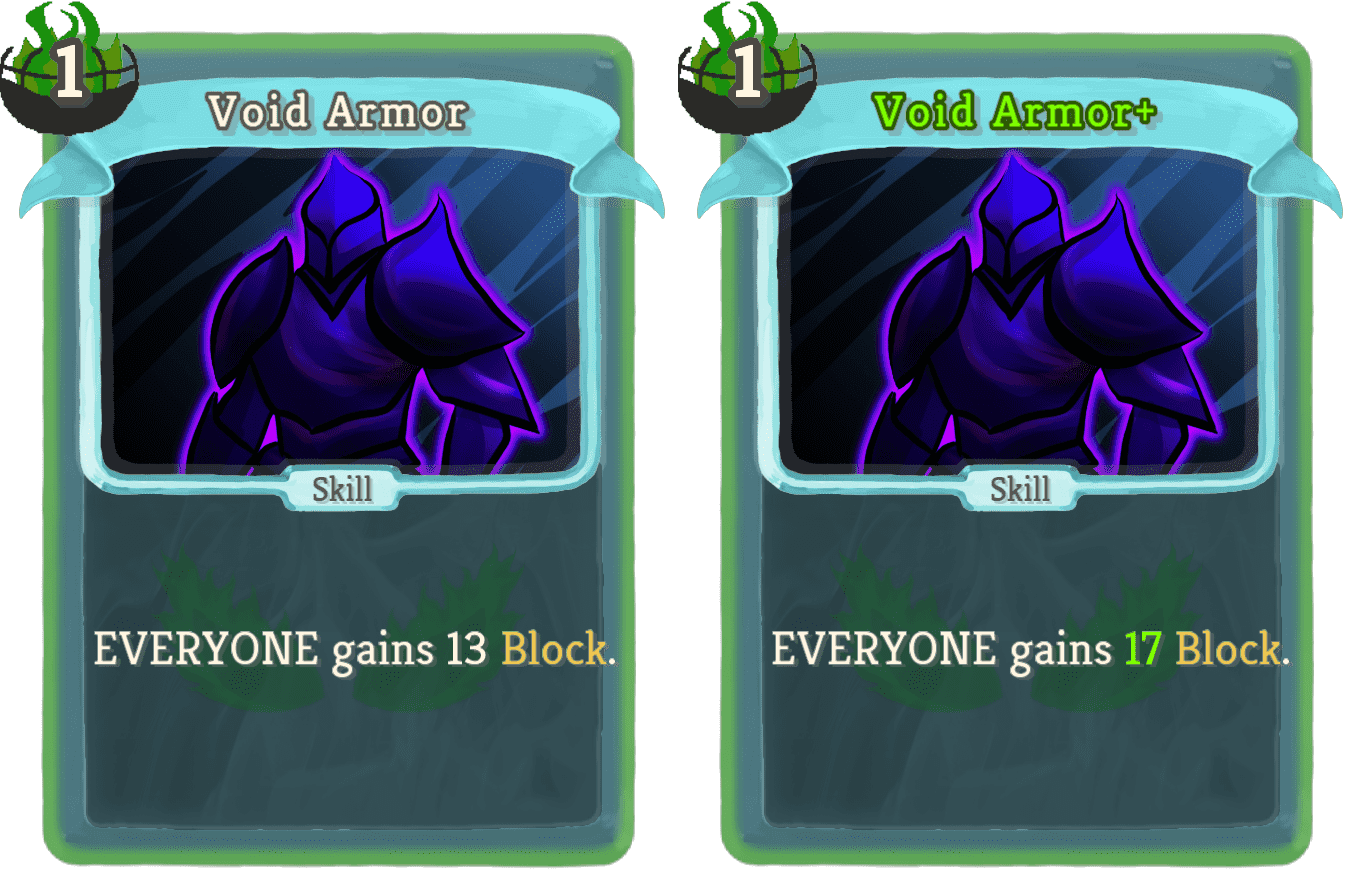 1
Void Armor
Skill
EVERYONE gains 13 Block.
1
Void Armor+
Skill
EVERYONE gains 17 Block.